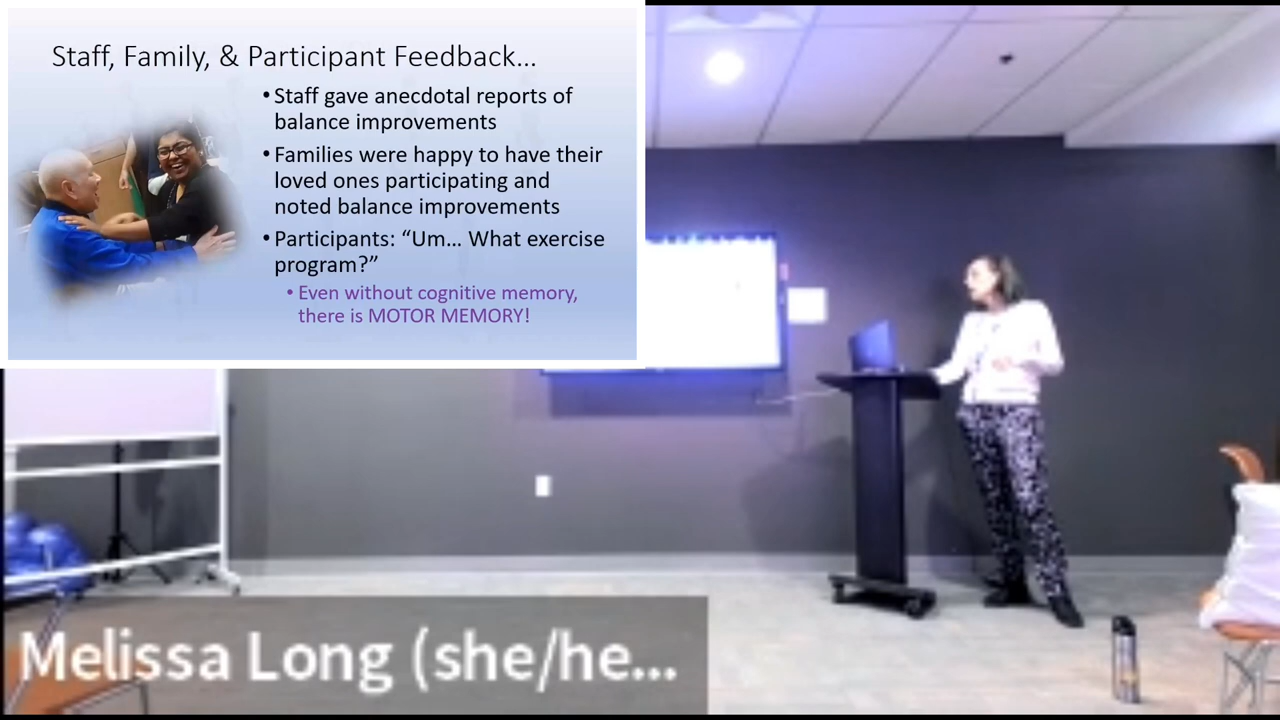 Staff, Family, & Participant Feedback...
• Staff gave anecdotal reports of
balance improvements
• Families were happy to have their
loved ones participating and
noted balance improvements
• Participants: “Um... What exercise
program?”
• Even without cognitive memory,
there is MOTOR MEMORY!
Melissa Long (she/he...